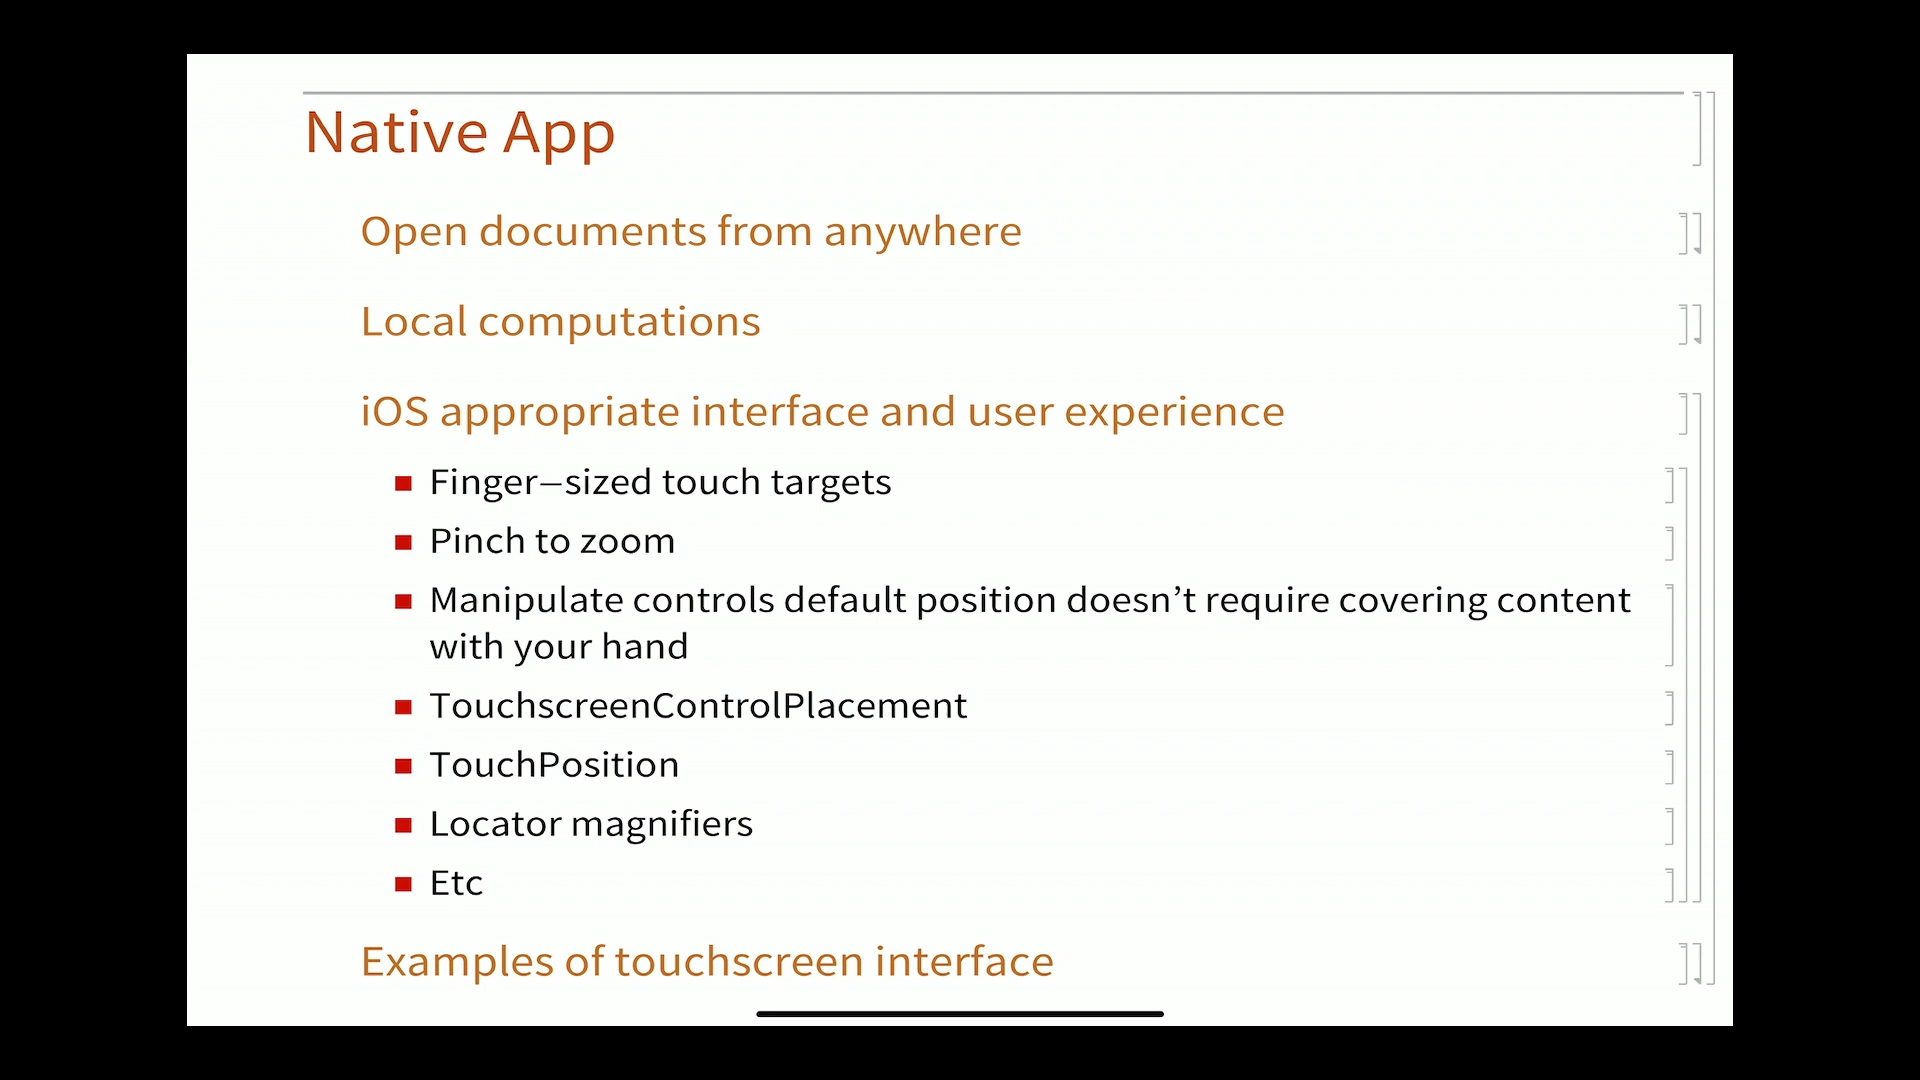 Native App
Open documents from anywhere
Local computations
iOS appropriate interface and user experience
Finger–sized touch targets
Pinch to zoom
Manipulate controls default position doesn’t require covering content
with your hand
TouchscreenControlPlacement
TouchPosition
Locator magnifiers
Etc
Examples of touchscreen interface